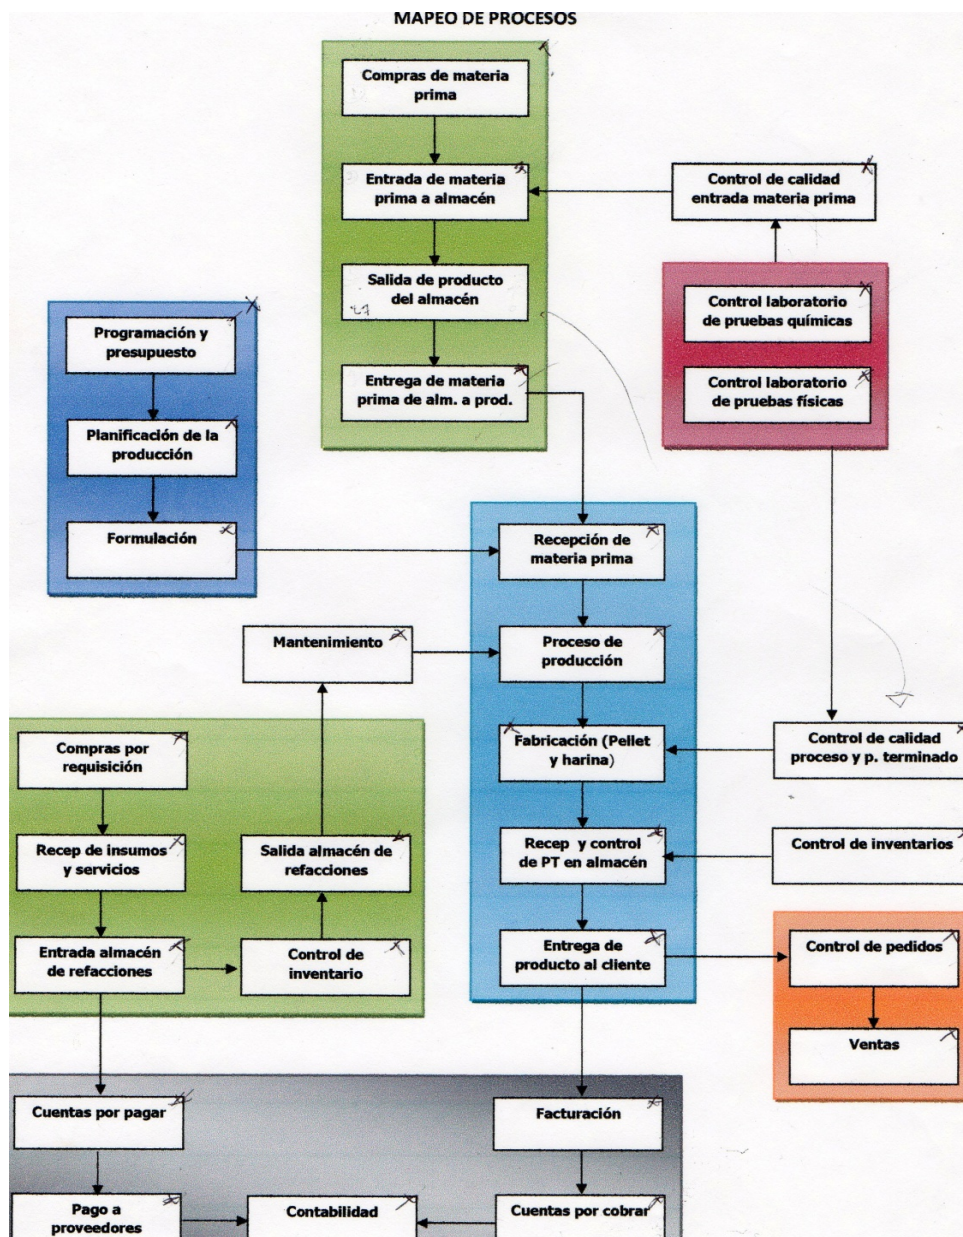 MAPEO DE PROCESOS
Compras de materia
prima
Entrada de materia
prima a almacén
Control de calidad
entrada materia prima
Salida de producto
del almacén
Control laboratorio
de pruebas químicas
Programación y
presupuesto
Entrega de materia
prima de alm. a prod.
Control laboratorio
de pruebas físicas
Planificación de la
producción
Formulación
Recepción de
materia prima
Mantenimiento
Proceso de
producción
Compras por
requisición
Fabricación (Pellet
y harina)
Control de calidad
proceso y p. terminado
Recep de insumos
y servicios
Salida almacén de
refacciones
Recep y control
de PT en almacén
Control de inventarios
Entrada almacén
de refacciones
Control de
inventario
Entrega de
producto al cliente
Control de pedidos
Ventas
Cuentas por pagar
Facturación
Pago a
proveedores
Contabilidad
Cuentas por cobrar